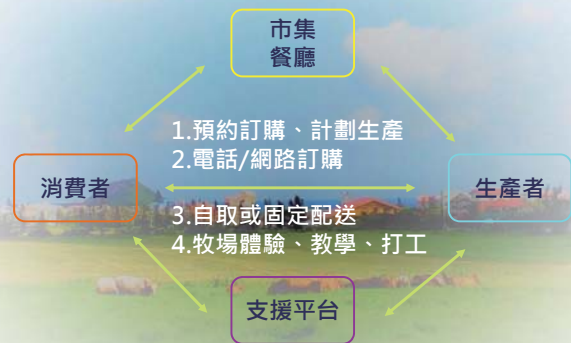 市集
餐廳
1.預約訂購、計劃生產
2.電話/網路訂購
消費者
生產者
3.自取或固定配送
4.牧場體驗、教學、打工
支援平台